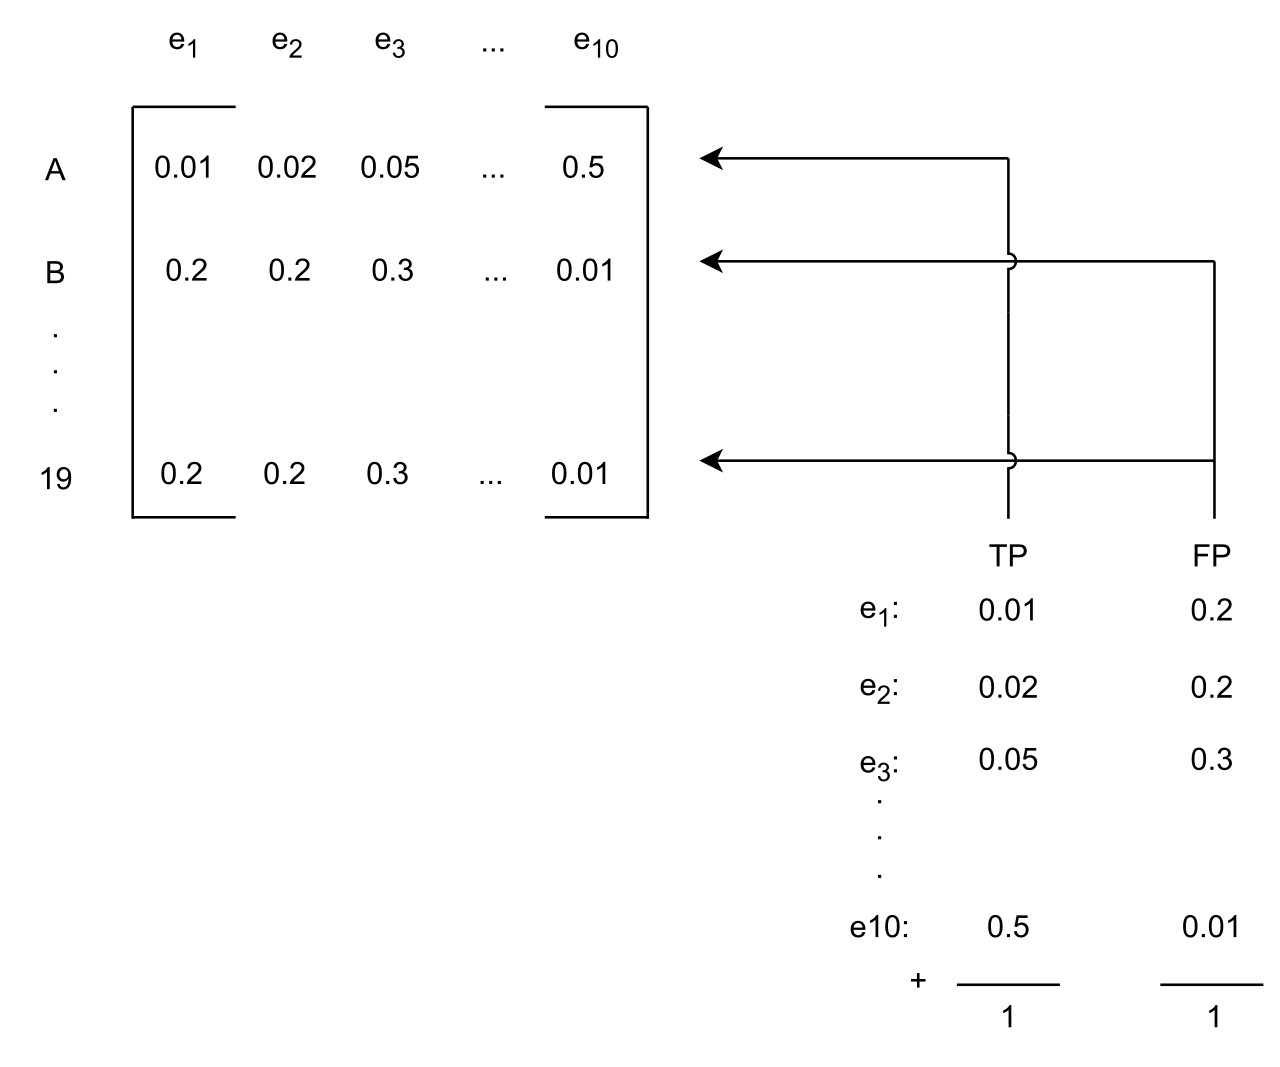 e1 e2 e3 ... e10
A 0.01 0.02 0.05 ... 0.5
B 0.2 0.2 0.3 ... 0.01
.
.
.
19 0.2 0.2 0.3 ... 0.01
TP FP
e1: 0.01 0.2
e2: 0.02 0.2
e3: 0.05 0.3
.
.
.
e10: 0.5 0.01
+
1 1